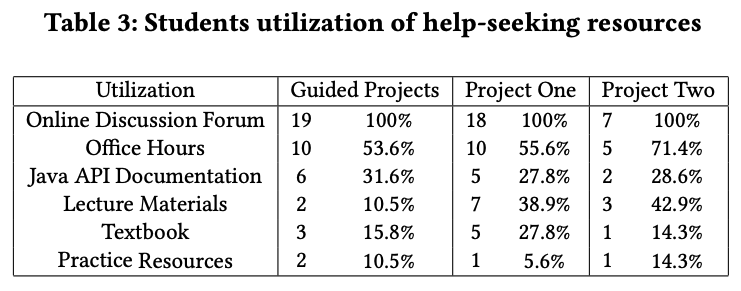 Table 3: Students utilization of help-seeking resources
Utilization Guided Projects Project One Project Two
Online Discussion Forum 19 100% 18 100% 7 100%
Office Hours 10 53.6% 10 55.6% 5 71.4%
Java API Documentation 6 31.6% 5 27.8% 2 28.6%
Lecture Materials 2 10.5% 7 38.9% 3 42.9%
Textbook 3 15.8% 5 27.8% 1 14.3%
Practice Resources 2 10.5% 1 5.6% 1 14.3%